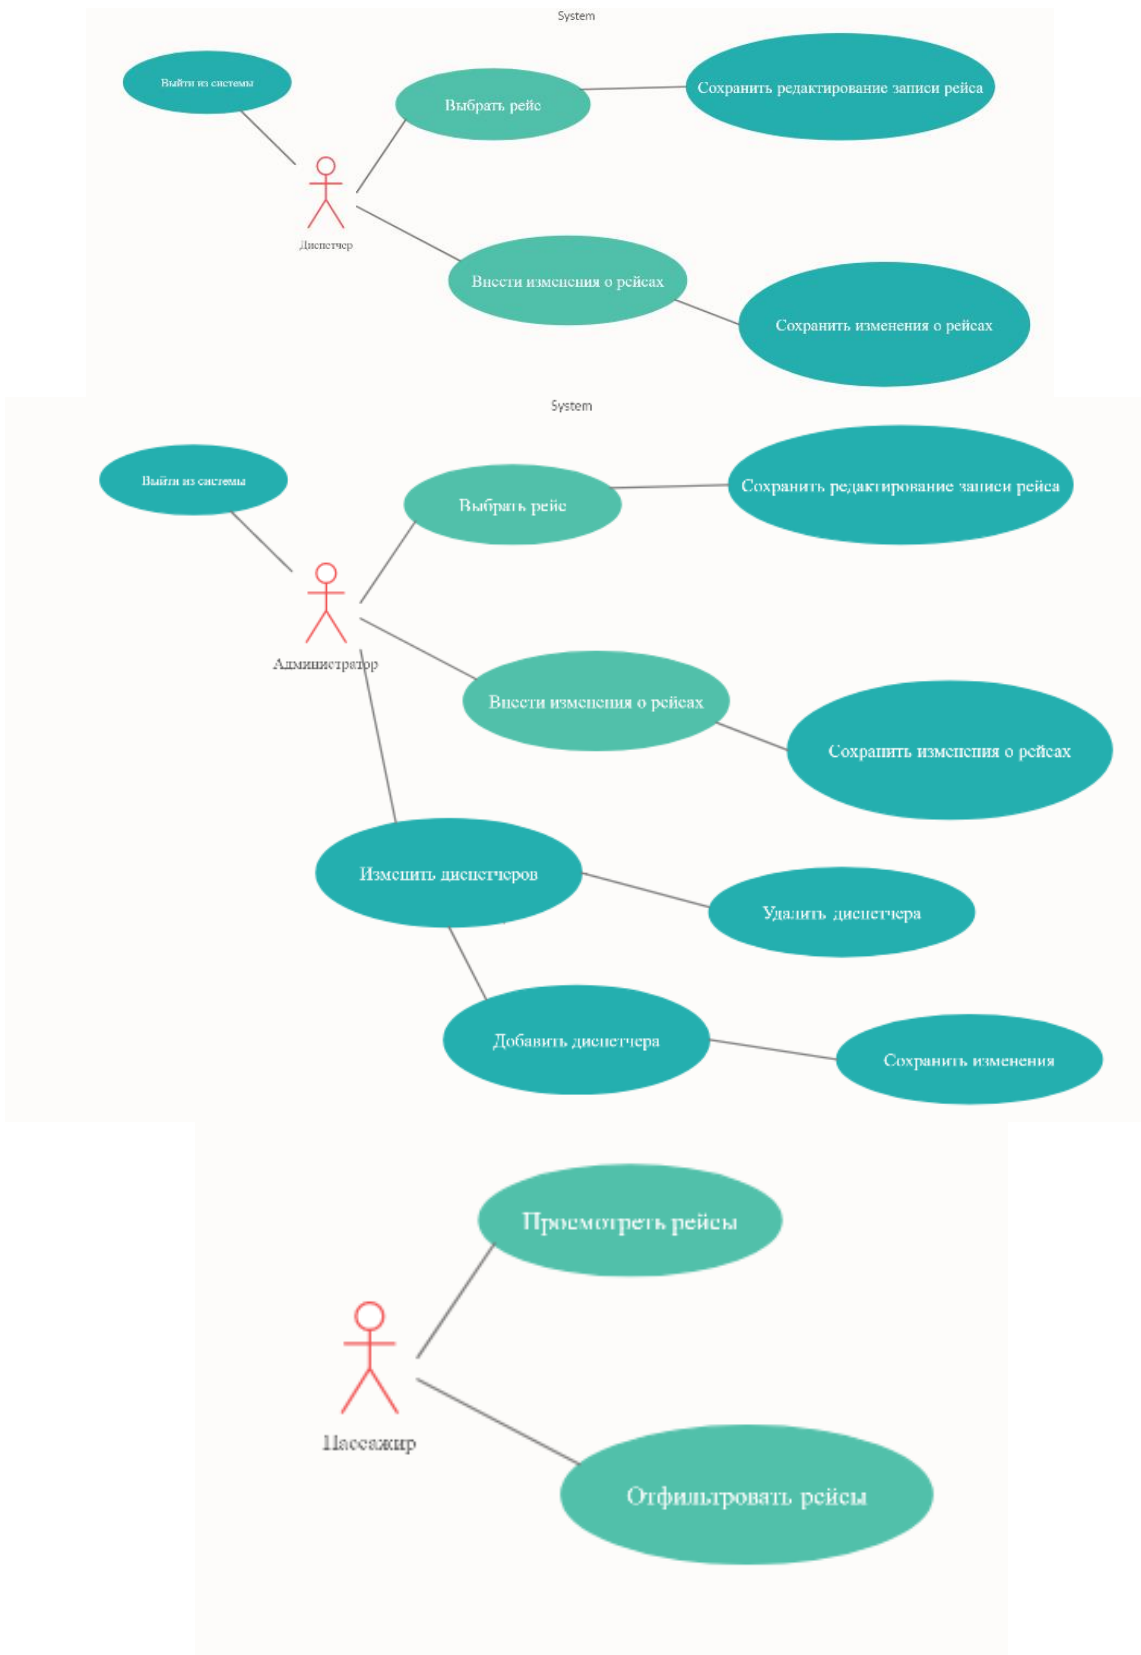 System
Выйти из системы
Выбрать рейс
Сохранить редактирование записи рейса
Диспетчер
Внести изменения о рейсах
Сохранить изменения о рейсах
System
Выйти из системы
Выбрать рейс
Сохранить редактирование записи рейса
Администратор
Внести изменения о рейсах
Сохранить изменения о рейсах
Изменить диспетчеров
Удалить диспетчера
Добавить диспетчера
Сохранить изменения
Просмотреть рейсы
Пассажир
Отфильтровать рейсы